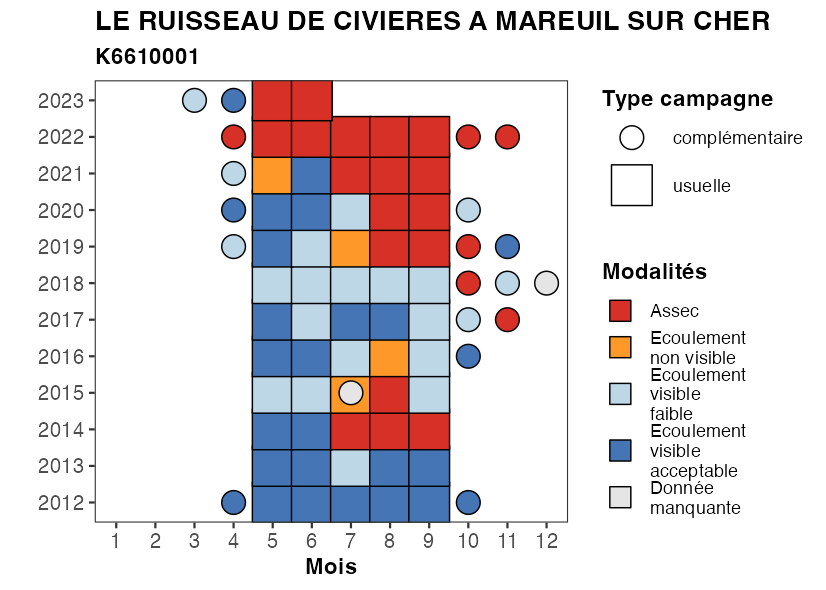 LE RUISSEAU DE CIVIERES A MAREUIL SUR CHER
K6610001
2023
2022
2021
2020
2019
2018
2017
2016
2015
2014
2013
2012
1 2 3 4 5 6 7 8 9 10 11 12
Mois
Type campagne
complémentaire
usuelle
Modalités
Assec
Ecoulement
non visible
Ecoulement
visible
faible
Ecoulement
visible
acceptable
Donnée
manquante